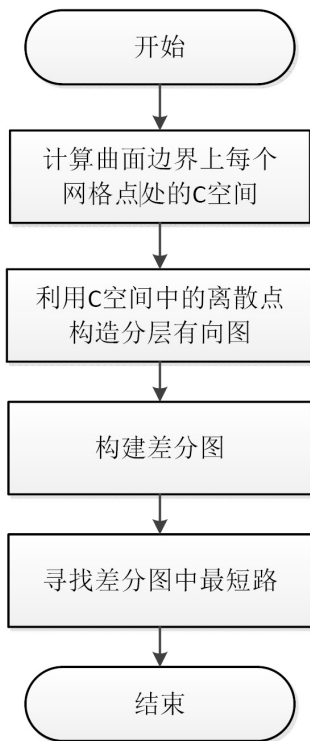 开始
计算曲面边界上每个
网格点处的C空间
利用C空间中的离散点
构造分层有向图
构建差分图
寻找差分图中最短路
结束